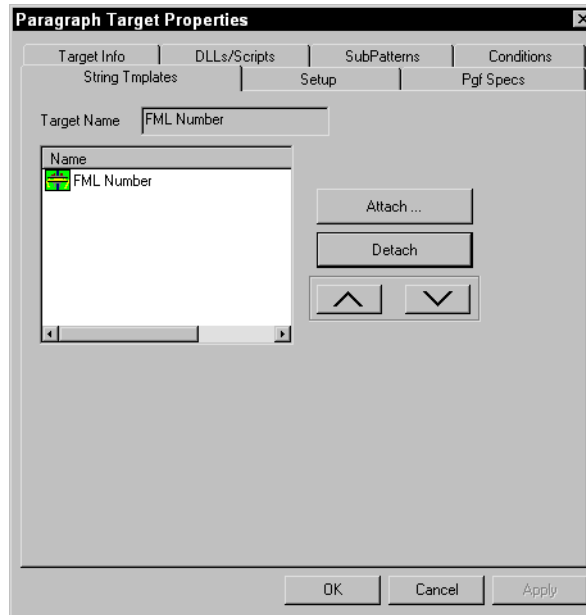 Paragraph Target Properties
Target Info
DLLs/Scripts
SubPatterns
Conditions
String Tmplates
Setup
Pgf Specs
Target Name
FML Number
Name
FML Number
Attach ...
Detach
OK
Cancel
Apply